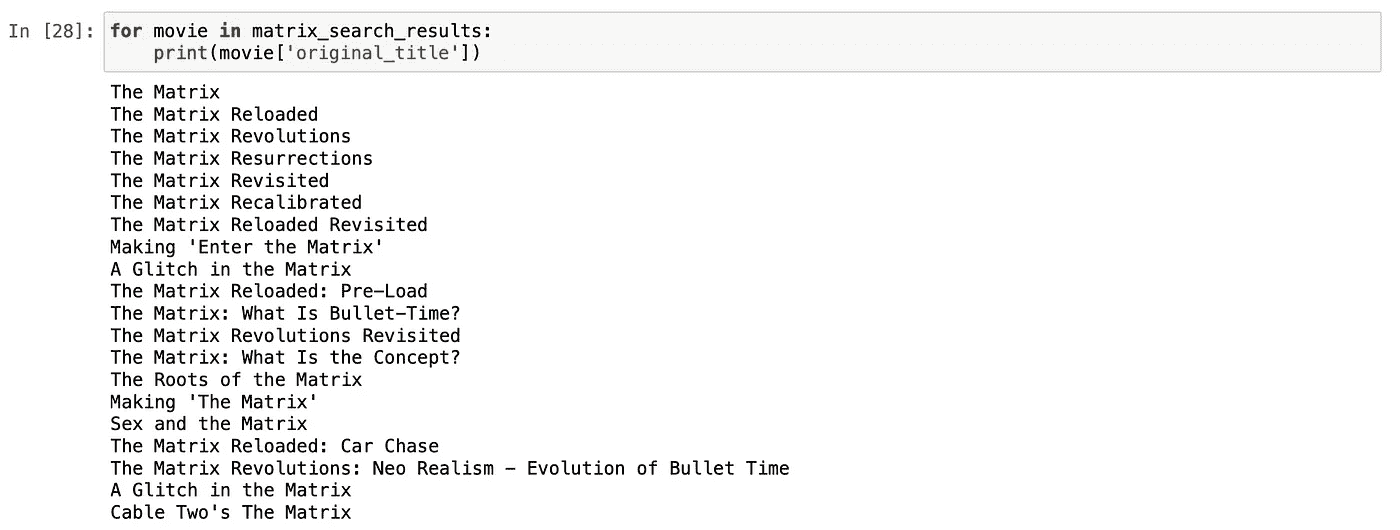 In [28]: for movie in matrix_search_results:
    print(movie['original_title'])
The Matrix
The Matrix Reloaded
The Matrix Revolutions
The Matrix Resurrections
The Matrix Revisited
The Matrix Recalibrated
The Matrix Reloaded Revisited
Making 'Enter the Matrix'
A Glitch in the Matrix
The Matrix Reloaded: Pre-Load
The Matrix: What Is Bullet-Time?
The Matrix Revolutions Revisited
The Matrix: What Is the Concept?
The Roots of the Matrix
Making 'The Matrix'
Sex and the Matrix
The Matrix Reloaded: Car Chase
The Matrix Revolutions: Neo Realism - Evolution of Bullet Time
A Glitch in the Matrix
Cable Two's The Matrix